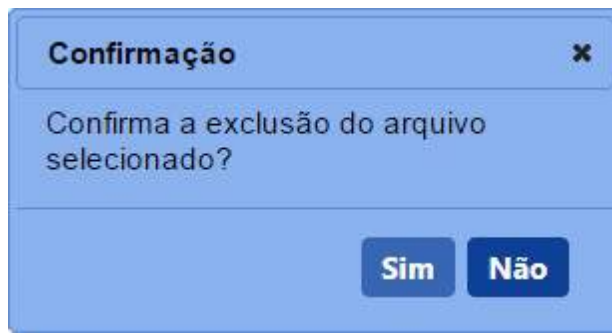 Confirmação
Confirma a exclusão do arquivo
selecionado?
Sim Não